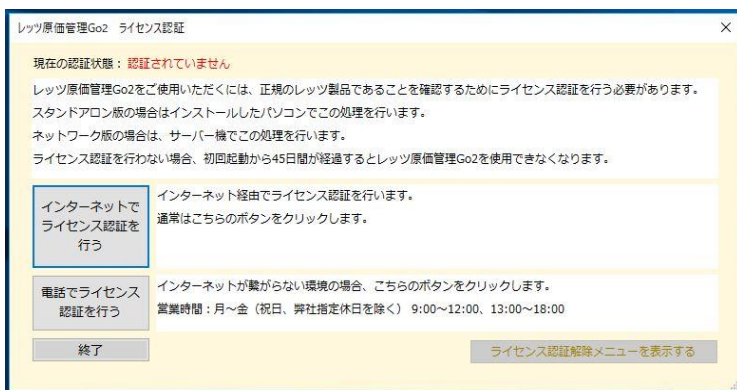 レッツ原価管理Go2 ライセンス認証
現在の認証状態：認証されていません
レッツ原価管理Go2をご使用いただくには、正規のレッツ製品であることを確認するためにライセンス認証を行う必要があります。
スタンドアロン版の場合はインストールしたパソコンでこの処理を行います。
ネットワーク版の場合は、サーバー機でこの処理を行います。
ライセンス認証を行わない場合、初回起動から45日間が経過するとレッツ原価管理Go2を使用できなくなります。
インターネットで
ライセンス認証を
行う
インターネット経由でライセンス認証を行います。
通常はこちらのボタンをクリックします。
電話でライセンス
認証を行う
インターネットが繋がらない環境の場合、こちらのボタンをクリックします。
営業時間：月～金（祝日、弊社指定休日を除く） 9:00～12:00、13:00～18:00
終了
ライセンス認証解除メニューを表示する